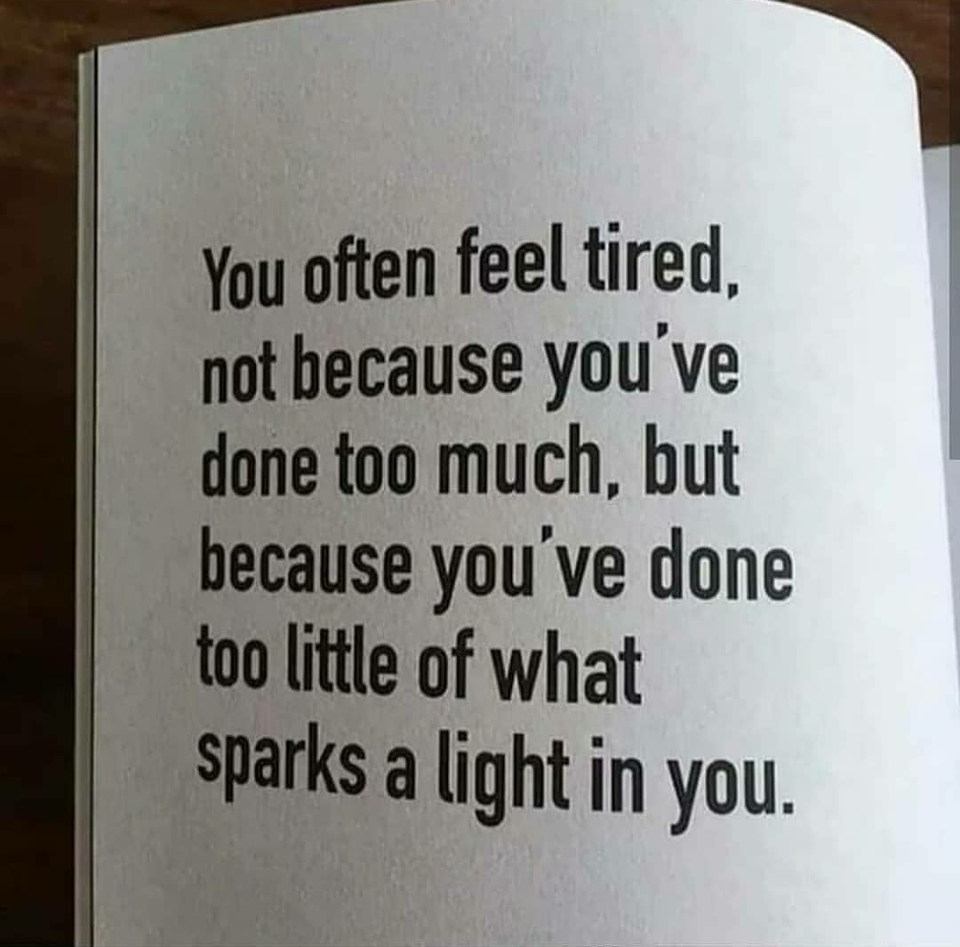 You often feel tired,
not because you've
done too much, but
because you've done
too little of what
sparks a light in you.